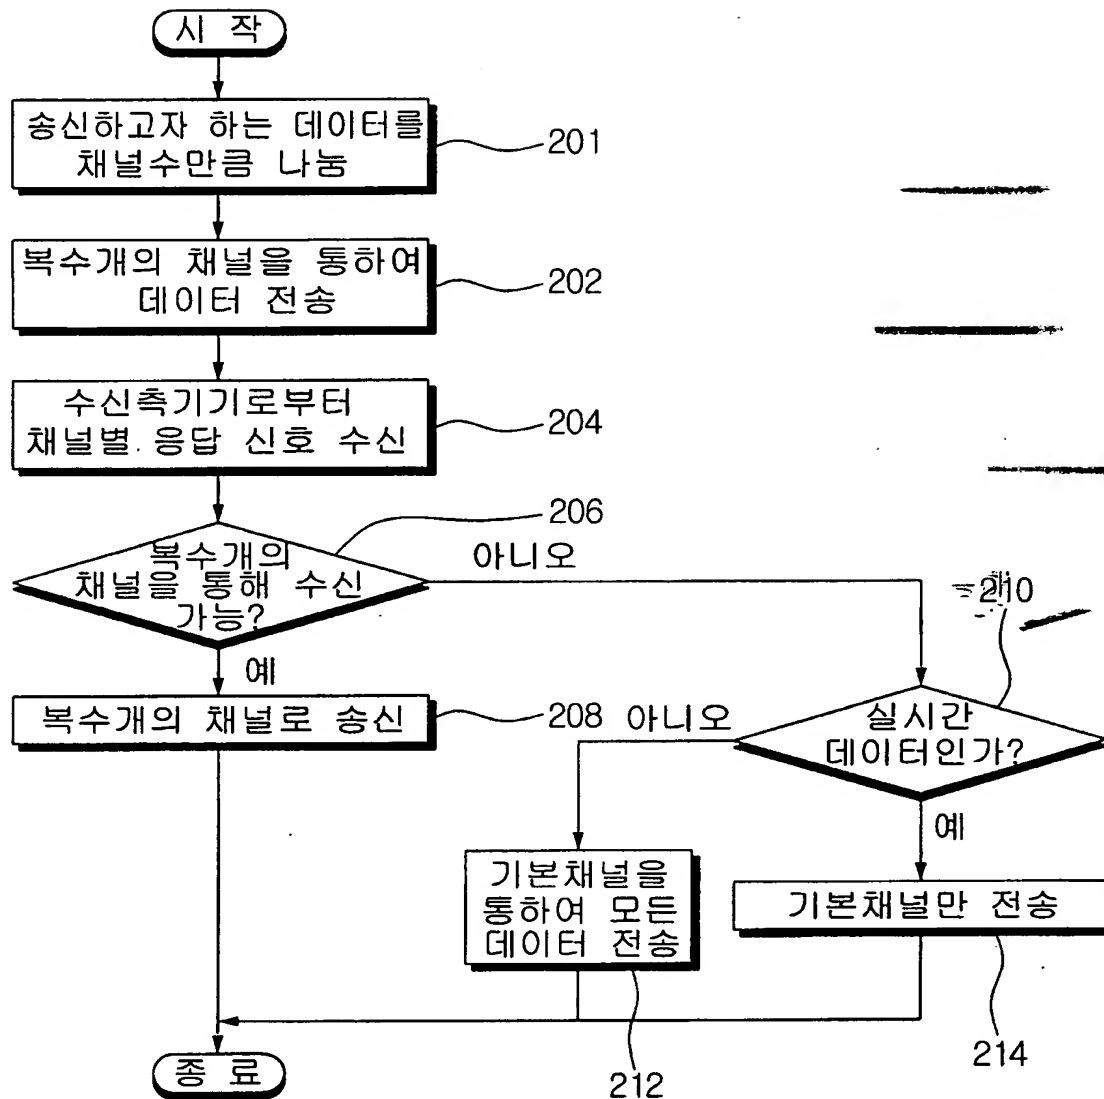 시 작
송신하고자 하는 데이터를
채널수만큼 나눔
201
복수개의 채널을 통하여
데이터 전송
202
수신측기기로부터
채널별 응답 신호 수신
204
206
복수개의
채널을 통해 수신
가능?
아니오
예
210
복수개의 채널로 송신
208
아니오
실시간
데이터인가?
예
기본채널을
통하여 모든
데이터 전송
기본채널만 전송
212
214
종 료